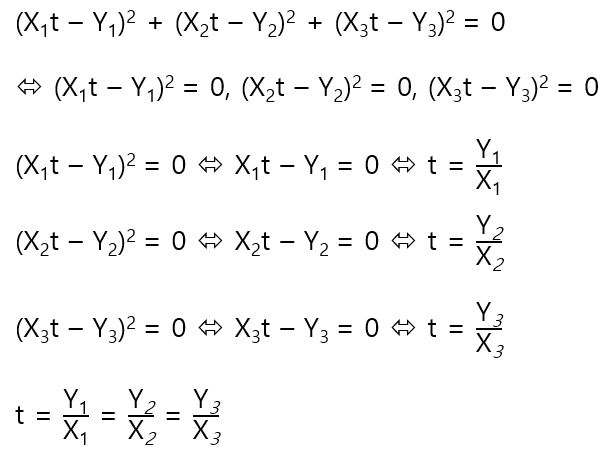 (X₁t – Y₁)² + (X₂t – Y₂)² + (X₃t – Y₃)² = 0
⇔ (X₁t – Y₁)² = 0, (X₂t – Y₂)² = 0, (X₃t – Y₃)² = 0
(X₁t – Y₁)² = 0 ⇔ X₁t – Y₁ = 0 ⇔ t = Y₁/X₁
(X₂t – Y₂)² = 0 ⇔ X₂t – Y₂ = 0 ⇔ t = Y₂/X₂
(X₃t – Y₃)² = 0 ⇔ X₃t – Y₃ = 0 ⇔ t = Y₃/X₃
t = Y₁/X₁ = Y₂/X₂ = Y₃/X₃